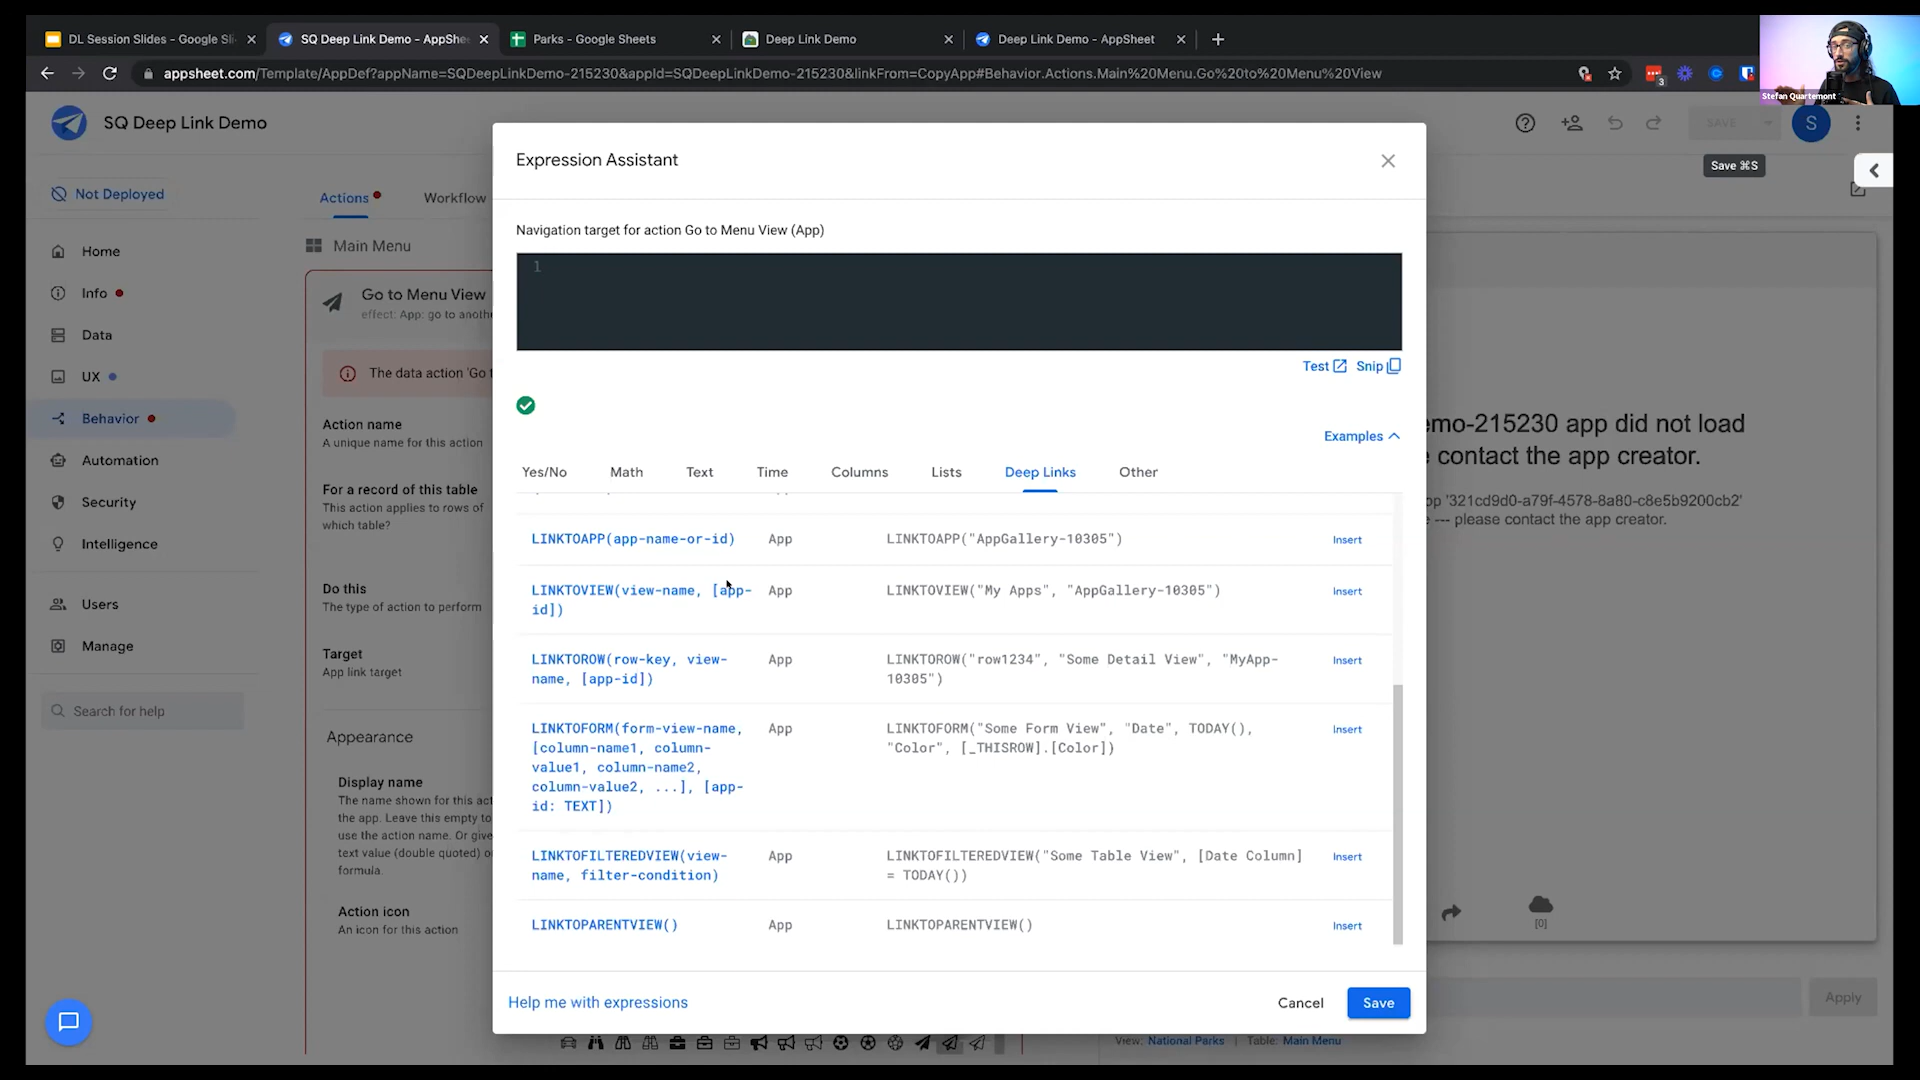 DL Session Slides - Google Sli
SQ Deep Link Demo - AppShe
Parks - Google Sheets
Deep Link Demo
Deep Link Demo - AppSheet
appsheet.com/Template/AppDef?appName=SQDeepLinkDemo-215230&appId=SQDeepLinkDemo-215230&linkFrom=CopyApp#Behavior.Actions.Main%20Menu.Go%20to%20Menu%20View
3
Stefan Quartemont
SQ Deep Link Demo
SAVE
S
Save ⌘S
Not Deployed
Home
Info
Data
UX
Behavior
Automation
Security
Intelligence
Users
Manage
Search for help
Actions
Workflow
Main Menu
Go to Menu View
effect: App: go to anothe
The data action 'Go t
Action name
A unique name for this action
For a record of this table
This action applies to rows of
which table?
Do this
The type of action to perform
Target
App link target
Appearance
Display name
The name shown for this act
the app. Leave this empty to
use the action name. Or give
text value (double quoted) o
formula
Action icon
An icon for this action
Expression Assistant
Navigation target for action Go to Menu View (App)
1
Test
Snip
Examples
Yes/No
Math
Text
Time
Columns
Lists
Deep Links
Other
LINKTOAPP(app-name-or-id)
App
LINKTOAPP("AppGallery-10305")
Insert
LINKTOVIEW(view-name, [app-
id])
App
LINKTOVIEW("My Apps", "AppGallery-10305")
Insert
LINKTOROW(row-key, view-
name, [app-id])
App
LINKTOROW("row1234", "Some Detail View", "MyApp-
10305")
Insert
LINKTOFORM(form-view-name,
[column-name1, column-
value1, column-name2,
column-value2, ...], [app-
id: TEXT])
App
LINKTOFORM("Some Form View", "Date", TODAY(),
"Color", [_THISROW].[Color])
Insert
LINKTOFILTEREDVIEW(view-
name, filter-condition)
App
LINKTOFILTEREDVIEW("Some Table View", [Date Column]
= TODAY())
Insert
LINKTOPARENTVIEW()
App
LINKTOPARENTVIEW()
Insert
Help me with expressions
Cancel
Save
emo-215230 app did not load
contact the app creator.
pp '321cd9d0-a79f-4578-8a80-c8e5b9200cb2'
--- please contact the app creator.
[0]
Apply
View: National Parks | Table: Main Menu